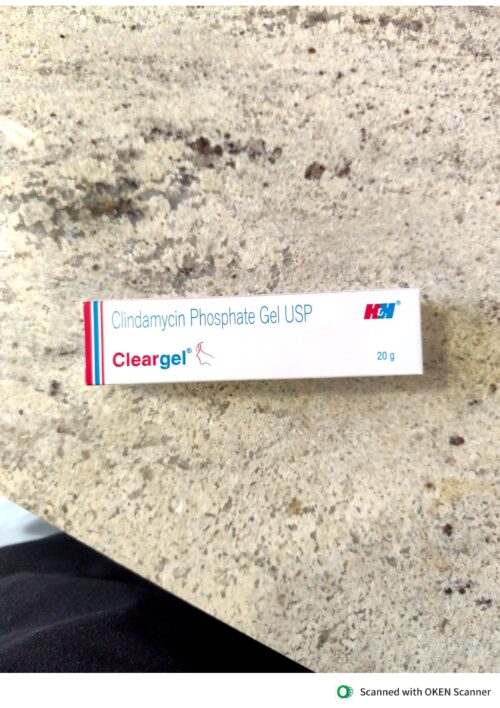 Clindamycin Phosphate Gel USP
H&H®
Cleargel®
20 g
Scanned with OKEN Scanner